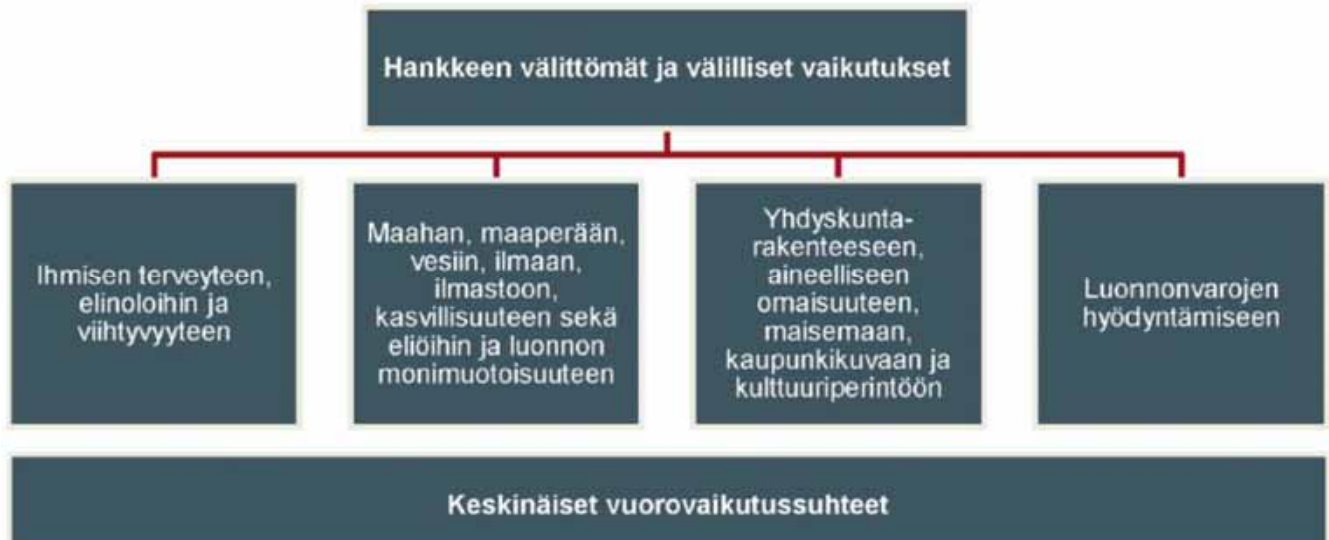 Hankkeen välittömät ja välilliset vaikutukset
Ihmisen terveyteen,
elinoloihin ja
viihtyvyyteen
Maahan, maaperään,
vesiin, ilmaan,
ilmastoon,
kasvillisuuteen sekä
eliöihin ja luonnon
monimuotoisuuteen
Yhdyskunta-
rakenteeseen,
aineelliseen
omaisuuteen,
maisemaan,
kaupunkikuvaan ja
kulttuuriperintöön
Luonnonvarojen
hyödyntämiseen
Keskinäiset vuorovaikutussuhteet